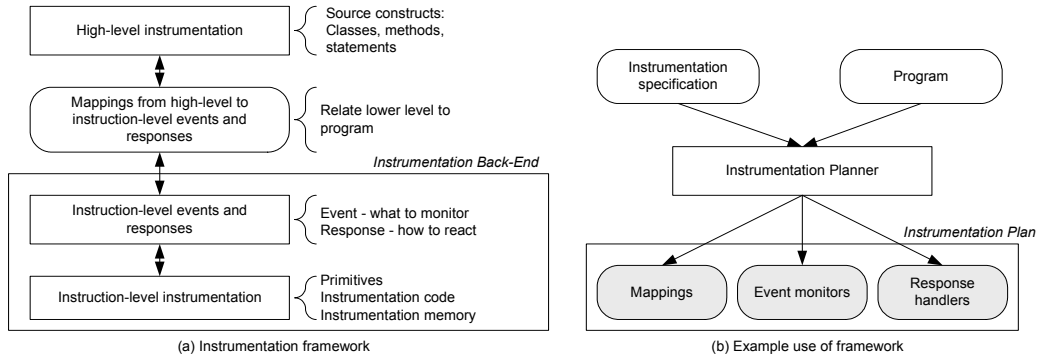 High-level instrumentation
Source constructs:
Classes, methods,
statements
Mappings from high-level to
instruction-level events and
responses
Relate lower level to
program
Instrumentation Back-End
Instruction-level events and
responses
Event - what to monitor
Response - how to react
Instruction-level instrumentation
Primitives
Instrumentation code
Instrumentation memory
(a) Instrumentation framework
Instrumentation
specification
Program
Instrumentation Planner
Instrumentation Plan
Mappings
Event monitors
Response
handlers
(b) Example use of framework